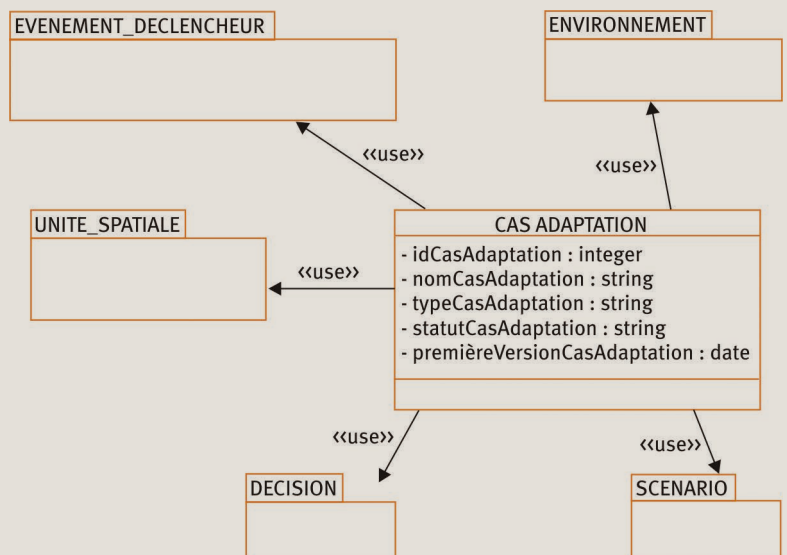 EVENEMENT_DECLENCHEUR
ENVIRONNEMENT
‹‹use››
‹‹use››
UNITE_SPATIALE
CAS ADAPTATION
- idCasAdaptation : integer
- nomCasAdaptation : string
- typeCasAdaptation : string
- statutCasAdaptation : string
- premièreVersionCasAdaptation : date
‹‹use››
‹‹use››
‹‹use››
DECISION
SCENARIO